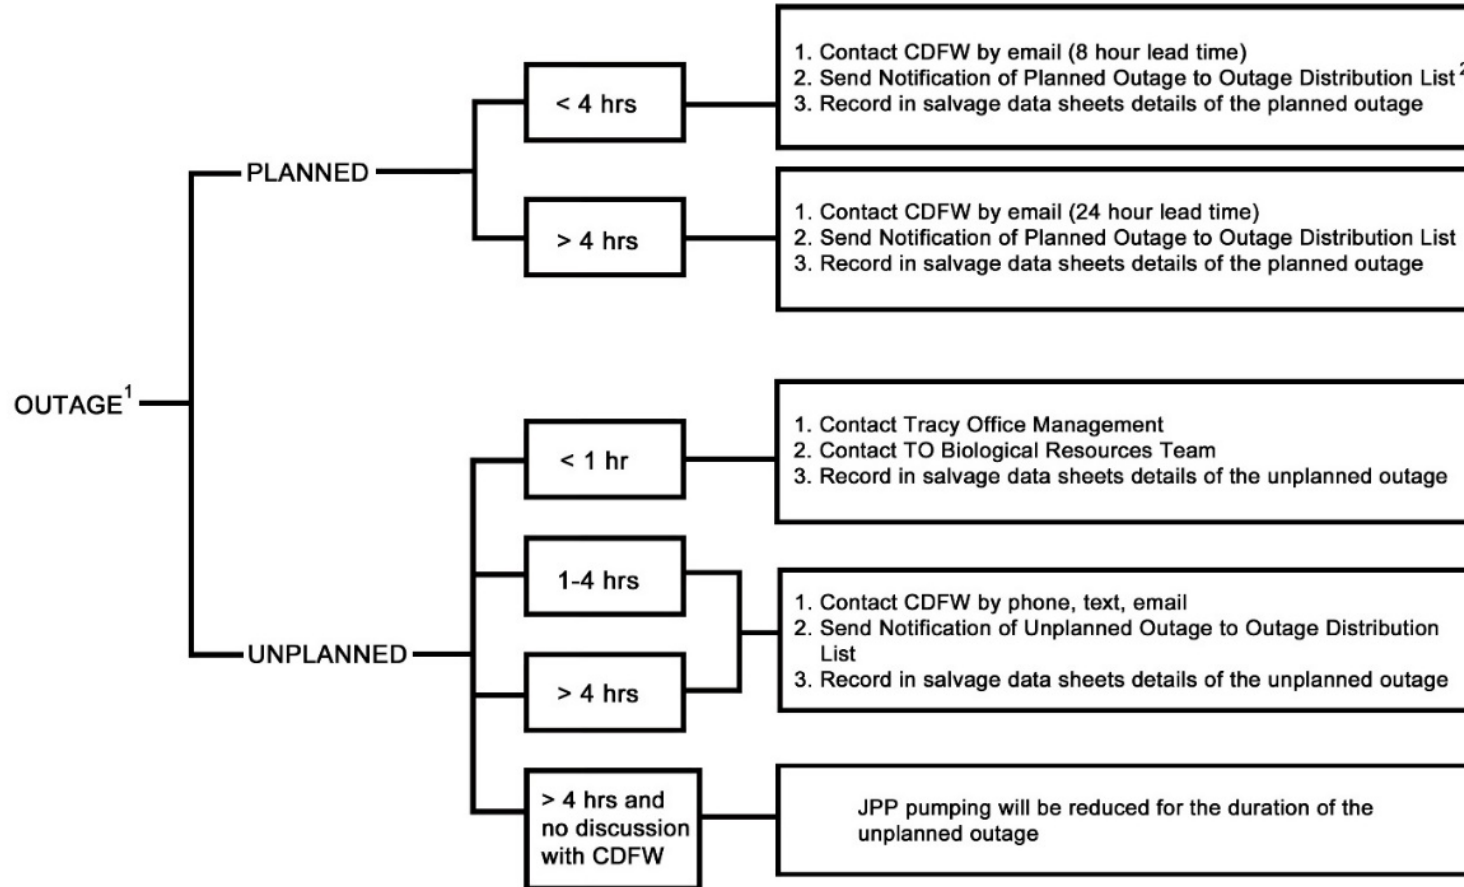 1. Contact CDFW by email (8 hour lead time)
2. Send Notification of Planned Outage to Outage Distribution List²
3. Record in salvage data sheets details of the planned outage
< 4 hrs
PLANNED
1. Contact CDFW by email (24 hour lead time)
2. Send Notification of Planned Outage to Outage Distribution List
3. Record in salvage data sheets details of the planned outage
> 4 hrs
OUTAGE¹
1. Contact Tracy Office Management
2. Contact TO Biological Resources Team
3. Record in salvage data sheets details of the unplanned outage
< 1 hr
1-4 hrs
1. Contact CDFW by phone, text, email
2. Send Notification of Unplanned Outage to Outage Distribution
List
3. Record in salvage data sheets details of the unplanned outage
UNPLANNED
> 4 hrs
> 4 hrs and
no discussion
with CDFW
JPP pumping will be reduced for the duration of the
unplanned outage